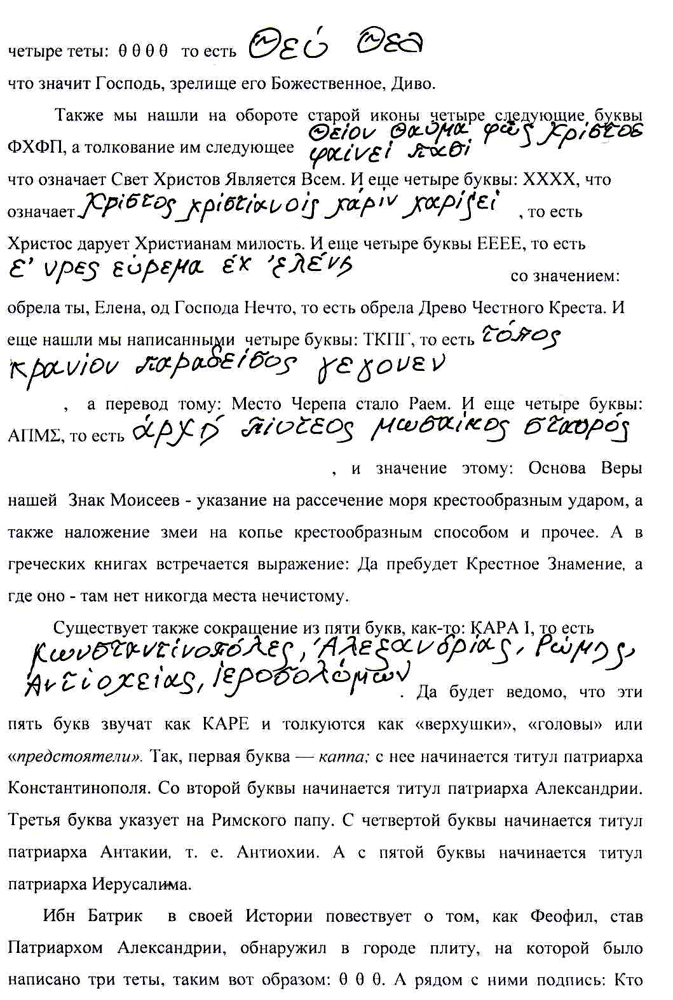 четыре теты: θ θ θ θ то есть Θεύ Θεα
что значит Господь, зрелище его Божественное, Диво.
Также мы нашли на обороте старой иконы четыре следующие буквы
θείον θαύμα φῶς χριστος
ФХФП, а толкование им следующее φαίνει πασι
что означает Свет Христов Является Всем. И еще четыре буквы: ХХХХ, что
означает Χριστος χριστιανοις χάριν χαρίζει , то есть
Христос дарует Христианам милость. И еще четыре буквы ЕЕЕЕ, то есть
ε’ υρες εύρεμα έκ ‘ελένη
со значением:
обрела ты, Елена, од Господа Нечто, то есть обрела Древо Честного Креста. И
еще нашли мы написанными четыре буквы: ТКПГ, то есть τόπος
κρανιου παραδείσος γεγουεν
, а перевод тому: Место Черепа стало Раем. И еще четыре буквы:
АПМΣ, то есть άρχή πίστεος μωσαίκος σταυρός
, и значение этому: Основа Веры
нашей Знак Моисеев - указание на рассечение моря крестообразным ударом, а
также наложение змеи на копье крестообразным способом и прочее. А в
греческих книгах встречается выражение: Да пребудет Крестное Знамение, а
где оно - там нет никогда места нечистому.
Существует также сокращение из пяти букв, как-то: КАРА I, то есть
κωνσταντίνοπόλες, ‘Αλεξανδρίας, Ρώμης,
Αντιοχείας, Ιεροσολύμων . Да будет ведомо, что эти
пять букв звучат как КАРЕ и толкуются как «верхушки», «головы» или
«предстоятели». Так, первая буква — каппа; с нее начинается титул патриарха
Константинополя. Со второй буквы начинается титул патриарха Александрии.
Третья буква указует на Римского папу. С четвертой буквы начинается титул
патриарха Антакии, т. е. Антиохии. А с пятой буквы начинается титул
патриарха Иерусалима.
Ибн Батрик в своей Истории повествует о том, как Феофил, став
Патриархом Александрии, обнаружил в городе плиту, на которой было
написано три теты, таким вот образом: θ θ θ. А рядом с ними подпись: Кто